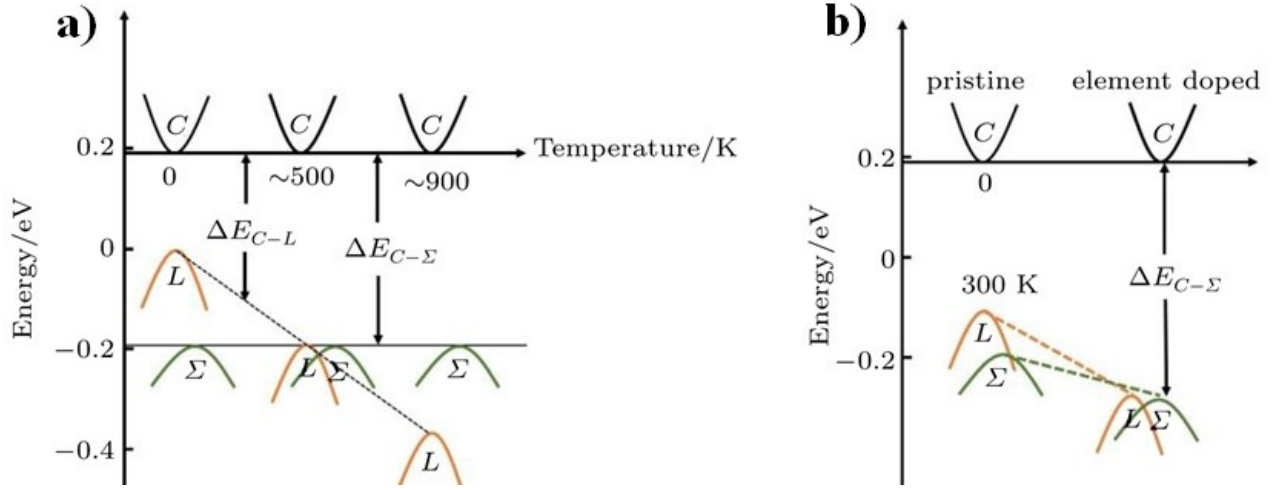 a)
C
C
C
0.2
Temperature/K
0
~500
~900
ΔE_{C−L}
ΔE_{C−Σ}
Energy/eV
0
L
−0.2
Σ
L
Σ
Σ
−0.4
L
b)
pristine
element doped
C
C
0.2
0
Energy/eV
0
300 K
ΔE_{C−Σ}
L
−0.2
Σ
L
Σ